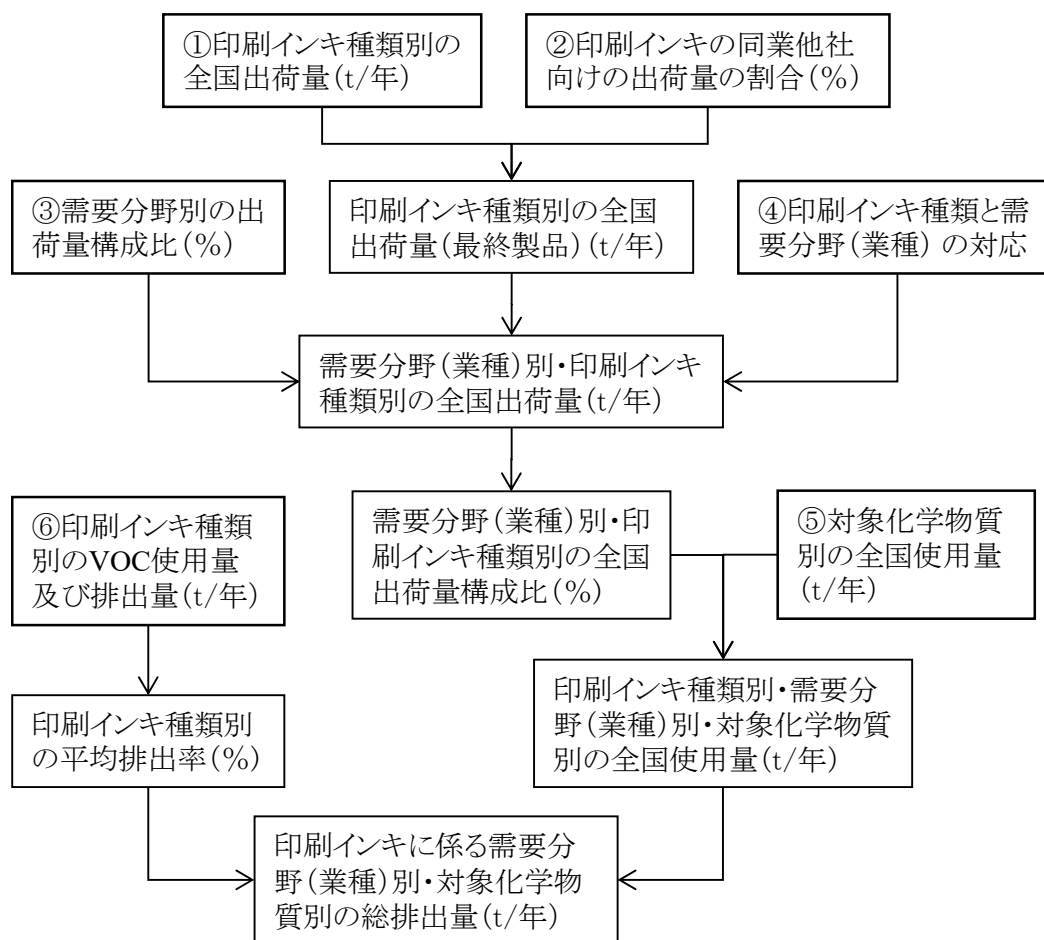 ①印刷インキ種類別の
全国出荷量(t/年)
②印刷インキの同業他社
向けの出荷量の割合(%)
③需要分野別の出
荷量構成比(%)
印刷インキ種類別の全国
出荷量(最終製品)(t/年)
④印刷インキ種類と需
要分野(業種) の対応
需要分野(業種)別・印刷インキ
種類別の全国出荷量(t/年)
⑥印刷インキ種類
別のVOC使用量
及び排出量(t/年)
需要分野(業種)別・印
刷インキ種類別の全国
出荷量構成比(%)
⑤対象化学物質
別の全国使用量
(t/年)
印刷インキ種類別
の平均排出率(%)
印刷インキ種類別・需要分
野(業種)別・対象化学物質
別の全国使用量(t/年)
印刷インキに係る需要分
野(業種)別・対象化学物
質別の総排出量(t/年)